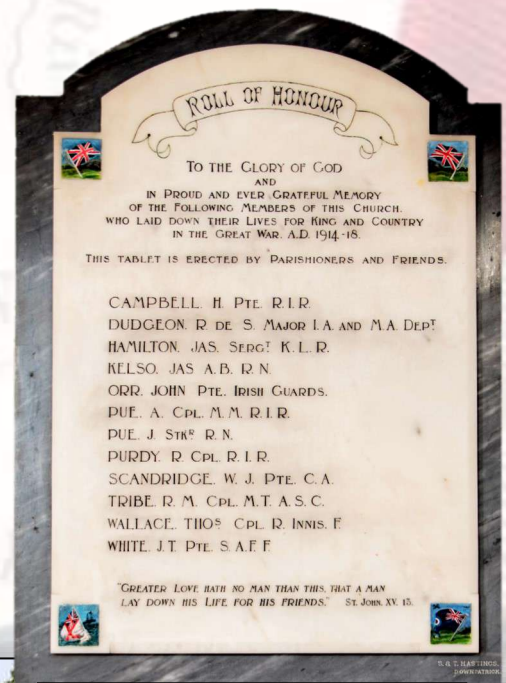 ROLL OF HONOUR
TO THE GLORY OF GOD
AND
IN PROUD AND EVER GRATEFUL MEMORY
OF THE FOLLOWING MEMBERS OF THIS CHURCH.
WHO LAID DOWN THEIR LIVES FOR KING AND COUNTRY
IN THE GREAT WAR. A.D. 1914-18.
THIS TABLET IS ERECTED BY PARISHIONERS AND FRIENDS.
CAMPBELL. H. PTE. R.I.R.
DUDGEON. R. DE S. MAJOR I.A. AND M.A. DEPT
HAMILTON. JAS. SERGT K.L.R.
KELSO. JAS A.B. R.N.
ORR. JOHN PTE. IRISH GUARDS.
PUE. A. CPL. M.M. R.I.R.
PUE. J. STKR R.N.
PURDY. R. CPL. R.I.R.
SCANDRIDGE. W. J. PTE. C.A.
TRIBE. R. M. CPL. M.T. A.S.C.
WALLACE. THOS CPL. R. INNIS. F.
WHITE. J.T. PTE. S.A.F.F.
"GREATER LOVE HATH NO MAN THAN THIS, THAT A MAN
LAY DOWN HIS LIFE FOR HIS FRIENDS." ST. JOHN. XV. 13.
S. & T. HASTINGS.
DOWNPATRICK.